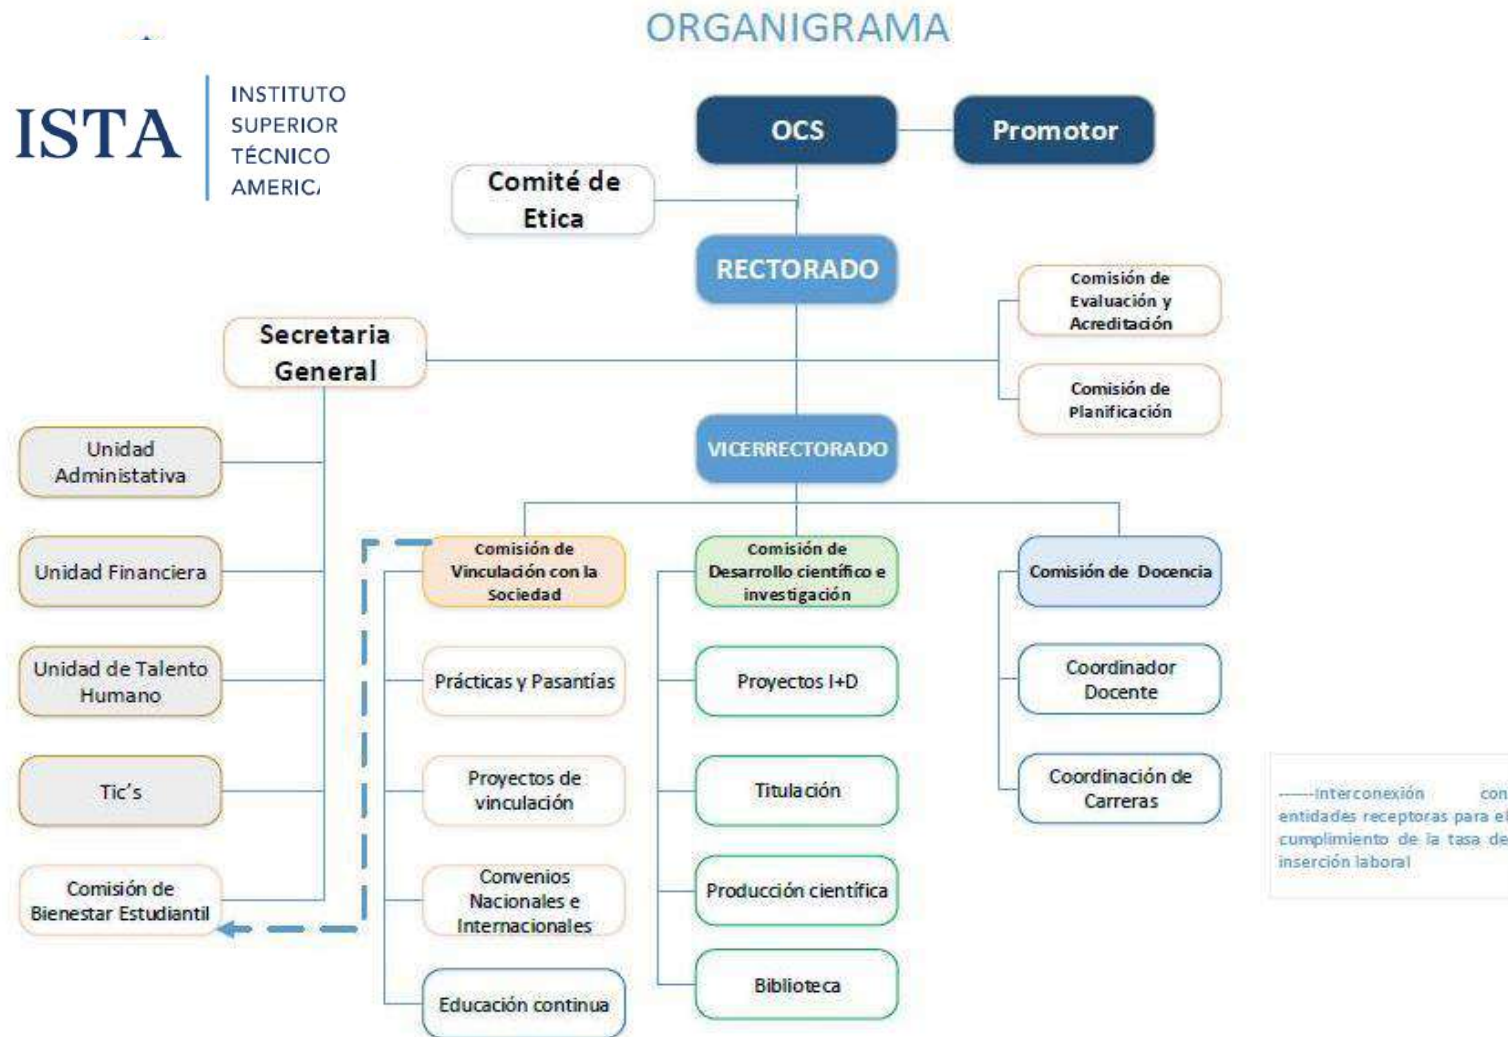 ORGANIGRAMA
ISTA
INSTITUTO
SUPERIOR
TÉCNICO
AMERIC
OCS
Promotor
Comité de
Etica
RECTORADO
Comisión de
Evaluación y
Acreditación
Secretaria
General
Comisión de
Planificación
VICERRECTORADO
Unidad
Administativa
Unidad Financiera
Unidad de Talento
Humano
Tic's
Comisión de
Bienestar Estudiantil
Comisión de
Vinculación con la
Sociedad
Prácticas y Pasantías
Proyectos de
vinculación
Convenios
Nacionales e
Internacionales
Educación continua
Comisión de
Desarrollo científico e
investigación
Proyectos I+D
Titulación
Producción científica
Biblioteca
Comisión de Docencia
Coordinador
Docente
Coordinación de
Carreras
------Interconexión con
entidades receptoras para el
cumplimiento de la tasa de
inserción laboral